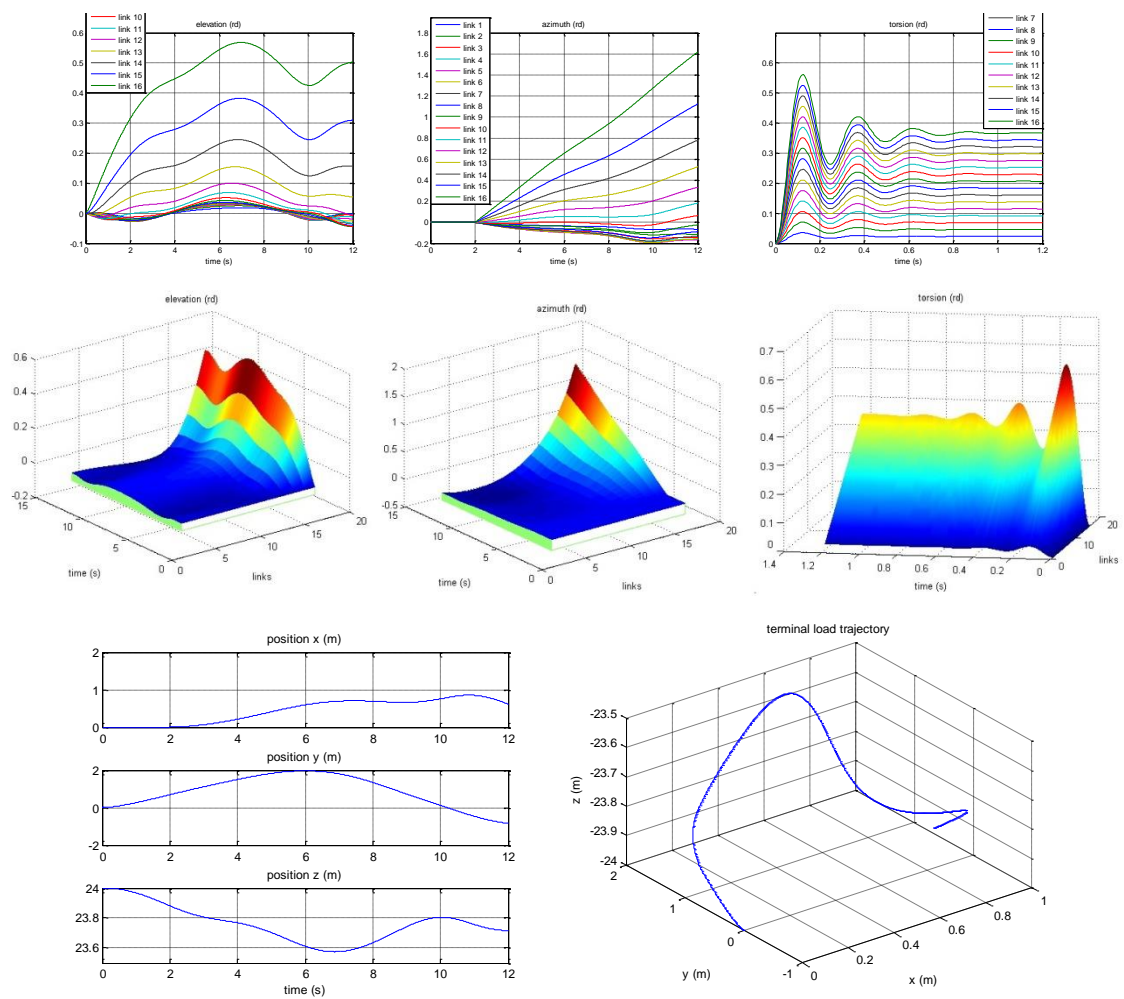 elevation (rd)
link 10
link 11
link 12
link 13
link 14
link 15
link 16
0.6
0.5
0.4
0.3
0.2
0.1
0
-0.1
0 2 4 6 8 10 12
time (s)
azimuth (rd)
link 1
link 2
link 3
link 4
link 5
link 6
link 7
link 8
link 9
link 10
link 11
link 12
link 13
link 14
link 15
link 16
1.8
1.6
1.4
1.2
1
0.8
0.6
0.4
0.2
0
-0.2
0 2 4 6 8 10 12
time (s)
torsion (rd)
link 7
link 8
link 9
link 10
link 11
link 12
link 13
link 14
link 15
link 16
0.7
0.6
0.5
0.4
0.3
0.2
0.1
0
0 0.2 0.4 0.6 0.8 1 1.2
time (s)
elevation (rd)
0.6
0.4
0.2
0
-0.2
15
10
5
0
0
5
10
15
20
time (s)
links
azimuth (rd)
2
1.5
1
0.5
0
-0.5
15
10
5
0
0
5
10
15
20
time (s)
links
torsion (rd)
0.7
0.6
0.5
0.4
0.3
0.2
0.1
0
1.4 1.2 1 0.8 0.6 0.4 0.2 0
0
10
20
time (s)
links
position x (m)
2
1
0
0 2 4 6 8 10 12
position y (m)
2
0
-2
0 2 4 6 8 10 12
position z (m)
24
23.8
23.6
0 2 4 6 8 10 12
time (s)
terminal load trajectory
-23.5
-23.6
-23.7
-23.8
-23.9
-24
z (m)
2
1
0
-1
y (m)
0
0.2
0.4
0.6
0.8
1
x (m)